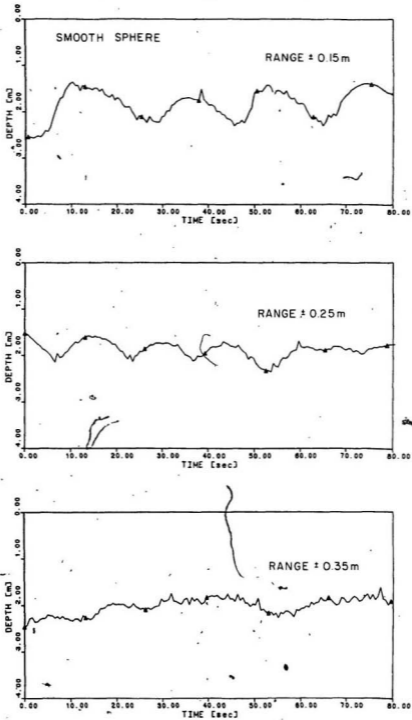 0.00
SMOOTH SPHERE
RANGE ± 0.15m
1.00
DEPTH [m]
2.00
3.00
4.00
0.00 10.00 20.00 30.00 40.00 50.00 60.00 70.00 80.00
TIME [sec]
0.00
RANGE ± 0.25m
1.00
DEPTH [m]
2.00
3.00
4.00
0.00 10.00 20.00 30.00 40.00 50.00 60.00 70.00 80.00
TIME [sec]
0.00
RANGE ± 0.35m
1.00
DEPTH [m]
2.00
3.00
4.00
0.00 10.00 20.00 30.00 40.00 50.00 60.00 70.00 80.00
TIME [sec]